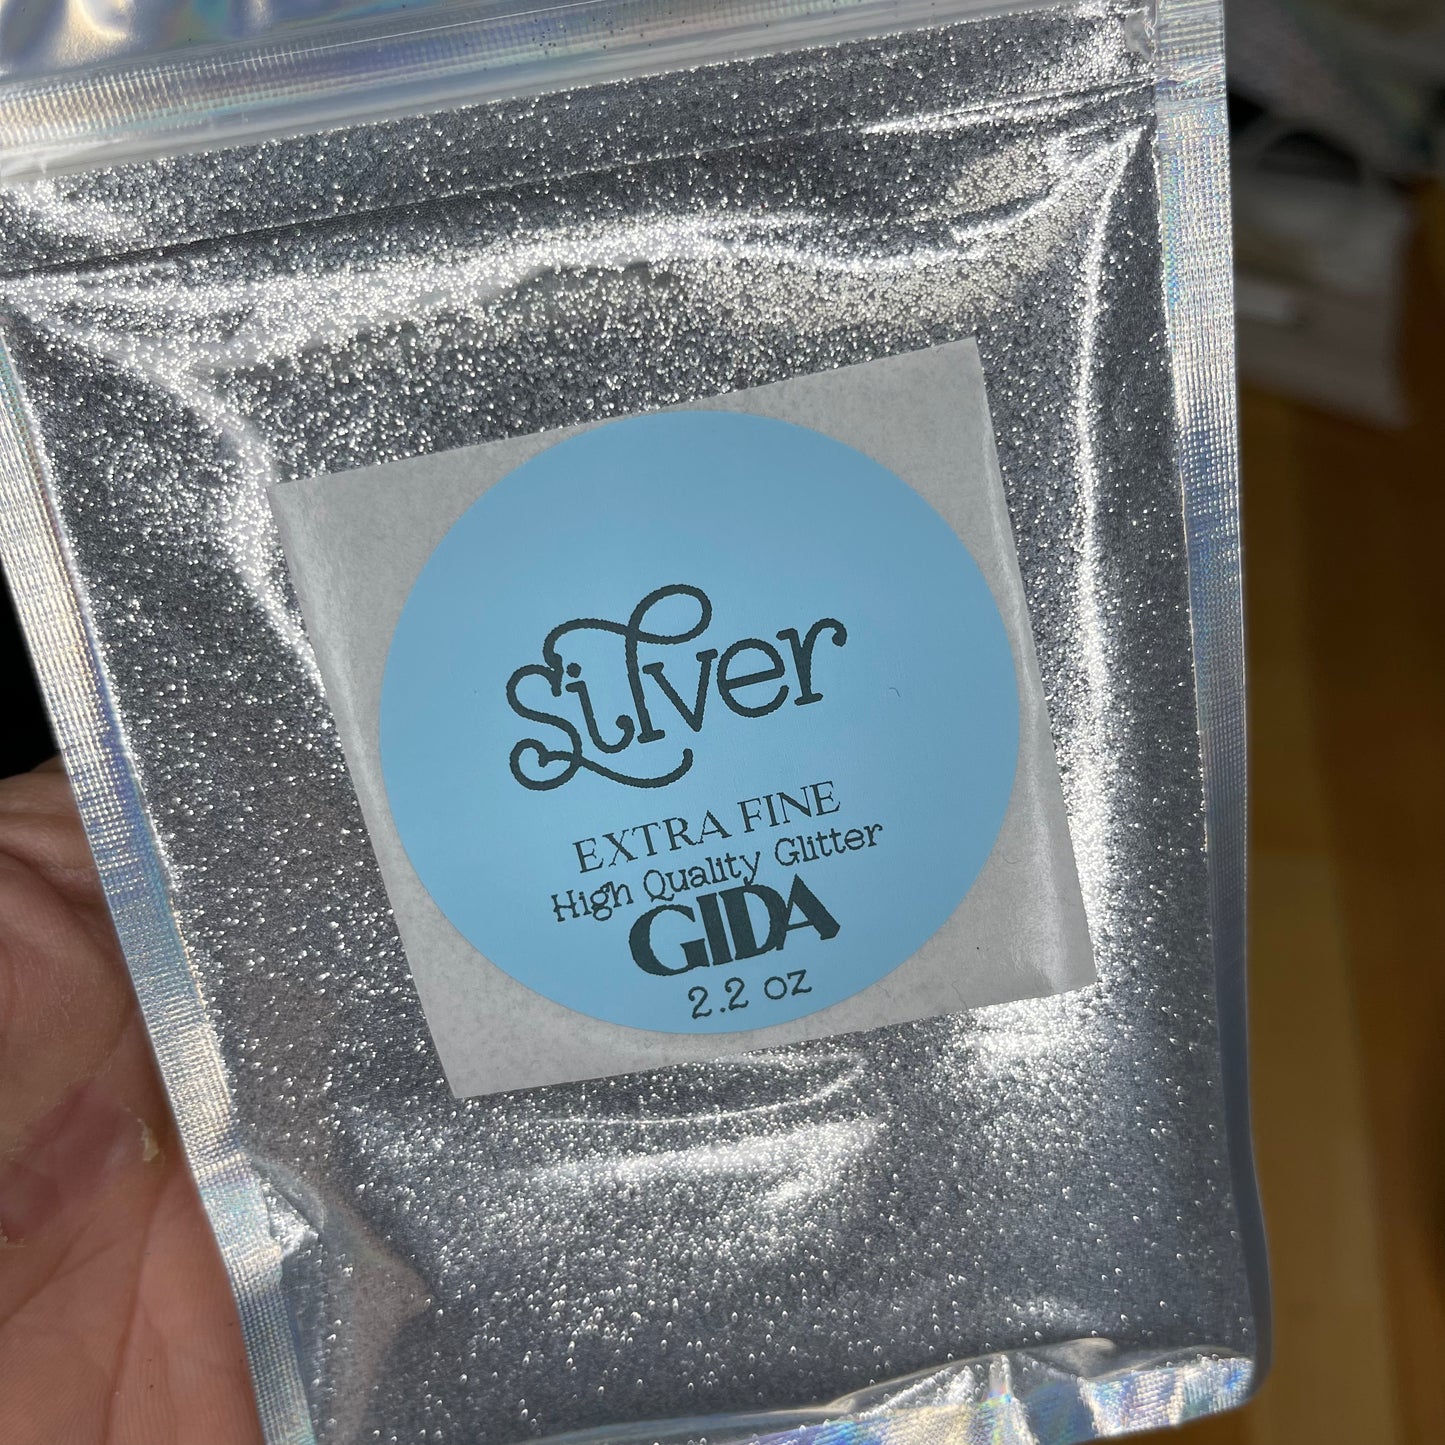 Silver
EXTRA FINE
High Quality Glitter
GIDA
2.2 oz